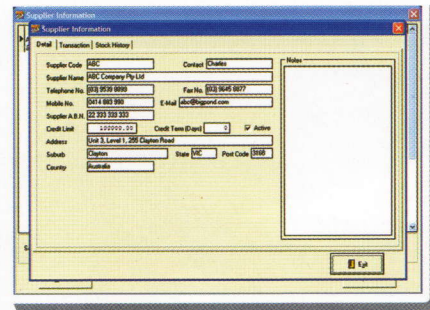 Supplier Information
Supplier Information
Detail Transaction Stock History
Supplier Code ABC Contact Charles
Supplier Name ABC Company Pty Ltd
Telephone No. (03) 9539 8899 Fax No. (03) 9645 8877
Mobile No. 0414 883 990 E-Mail abc@bigpond.com
Supplier A.B.N. 22 333 333 333
Credit Limit 100000.00 Credit Term (Days) 0 Active
Address Unit 3, Level 1, 256 Clayton Road
Suburb Clayton State VIC Post Code 3168
Country Australia
Notes
Exit